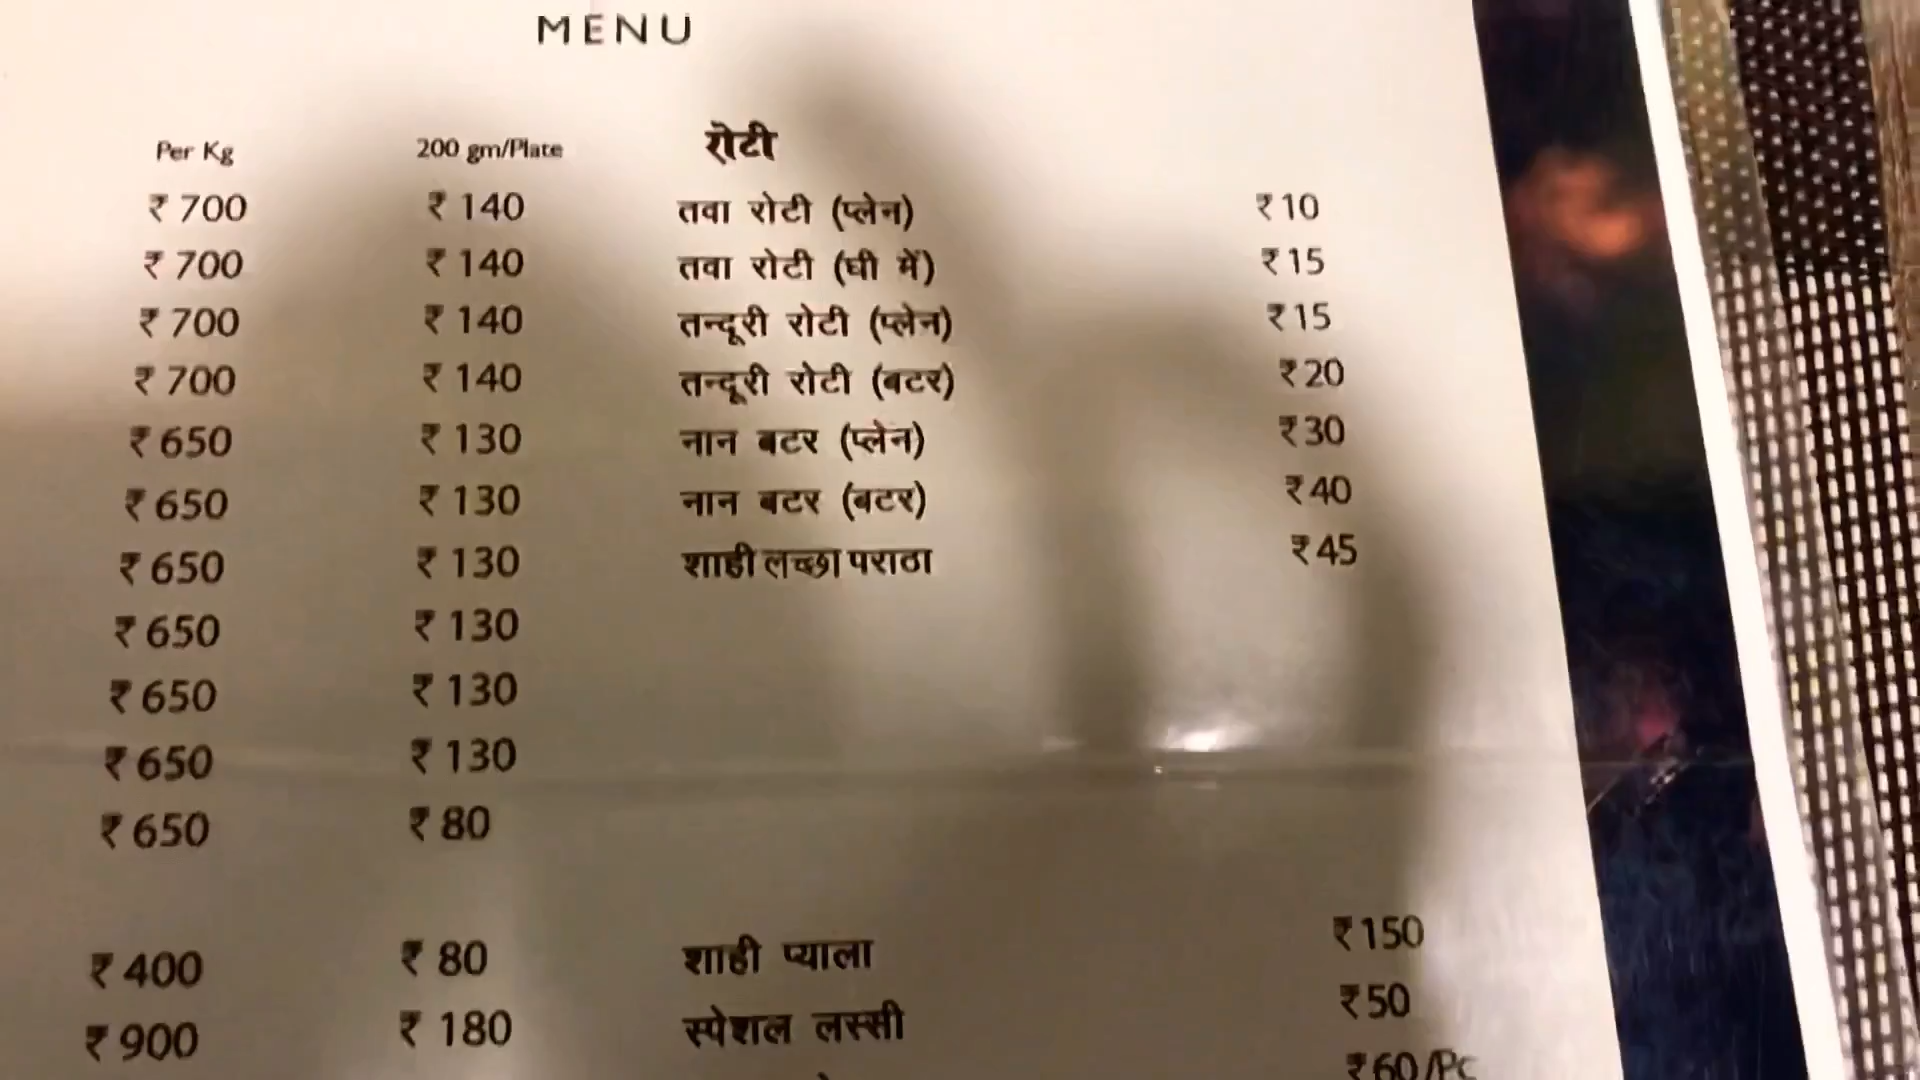 MENU
Per Kg 200 gm/Plate रोटी
₹ 700 ₹ 140 तवा रोटी (प्लेन) ₹10
₹ 700 ₹ 140 तवा रोटी (घी में) ₹15
₹ 700 ₹ 140 तन्दूरी रोटी (प्लेन) ₹15
₹ 700 ₹ 140 तन्दूरी रोटी (बटर) ₹20
₹ 650 ₹ 130 नान बटर (प्लेन) ₹30
₹ 650 ₹ 130 नान बटर (बटर) ₹40
₹ 650 ₹ 130 शाही लच्छा पराठा ₹45
₹ 650 ₹ 130
₹ 650 ₹ 130
₹ 650 ₹ 130
₹ 650 ₹ 80
₹ 400 ₹ 80 शाही प्याला ₹150
₹ 900 ₹ 180 स्पेशल लस्सी ₹50
₹60/Pc